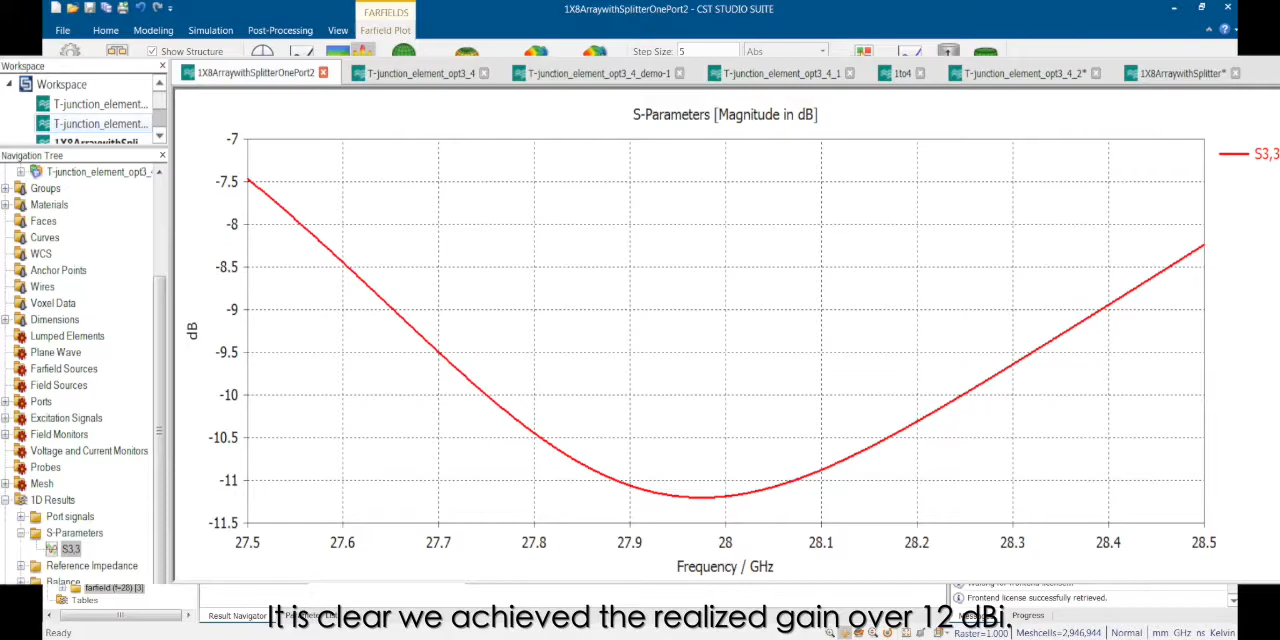 FARFIELDS
1X8ArraywithSplitterOnePort2 - CST STUDIO SUITE
File Home Modeling Simulation Post-Processing View Farfield Plot
Show Structure
Step Size: 5
Abs
Workspace
1X8ArraywithSplitterOnePort2
T-junction_element_opt3_4
T-junction_element_opt3_4_demo-1
T-junction_element_opt3_4_1
1to4
T-junction_element_opt3_4_2*
1X8ArraywithSplitter*
Workspace
T-junction_element...
T-junction_element...
1X8ArraywithSpli...
Navigation Tree
T-junction_element_opt3_4
Groups
Materials
Faces
Curves
WCS
Anchor Points
Wires
Voxel Data
Dimensions
Lumped Elements
Plane Wave
Farfield Sources
Field Sources
Ports
Excitation Signals
Field Monitors
Voltage and Current Monitors
Probes
Mesh
1D Results
Port signals
S-Parameters
S3,3
Reference Impedance
Balance
farfield (f=28) [3]
Tables
S-Parameters [Magnitude in dB]
S3,3
-7
-7.5
-8
-8.5
-9
-9.5
-10
-10.5
-11
-11.5
dB
27.5 27.6 27.7 27.8 27.9 28 28.1 28.2 28.3 28.4 28.5
Frequency / GHz
Frontend license successfully retrieved.
Result Navigator
Progress
It is clear we achieved the realized gain over 12 dBi.
Ready
Raster=1.000 Meshcells=2,946,944 Normal mm GHz ns Kelvin